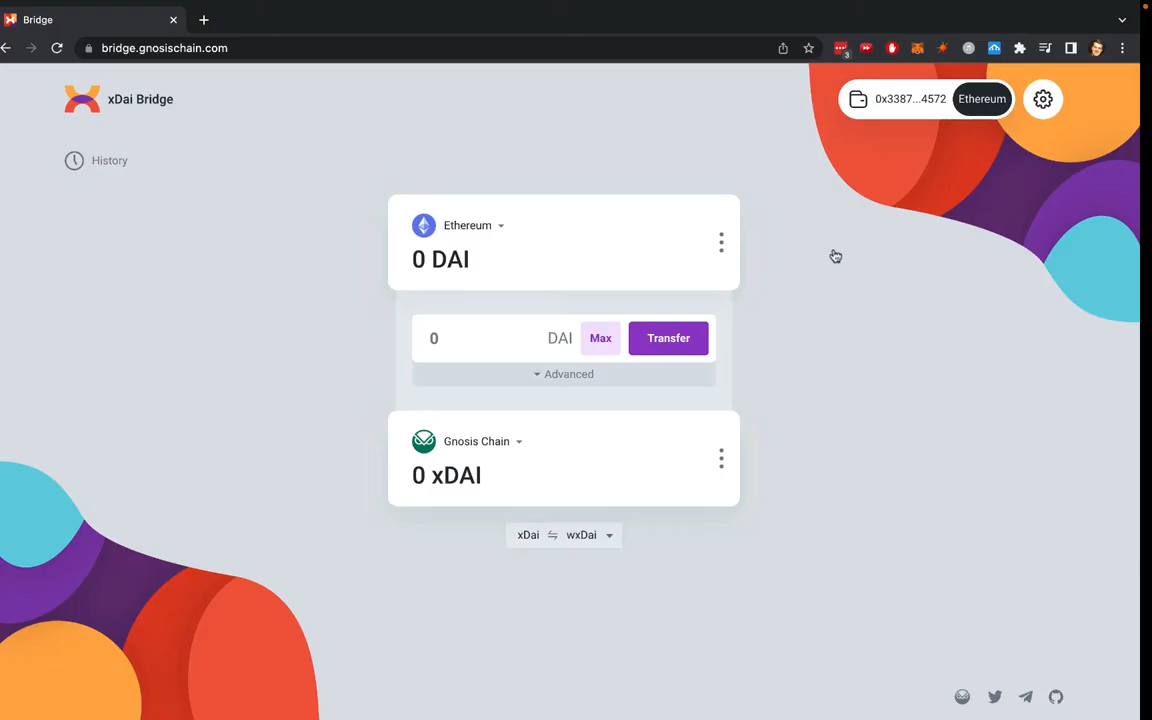 Bridge
bridge.gnosischain.com
3
xDai Bridge
0x3387...4572 Ethereum
History
Ethereum
0 DAI
0 DAI Max Transfer
Advanced
Gnosis Chain
0 xDAI
xDai ⇋ wxDai